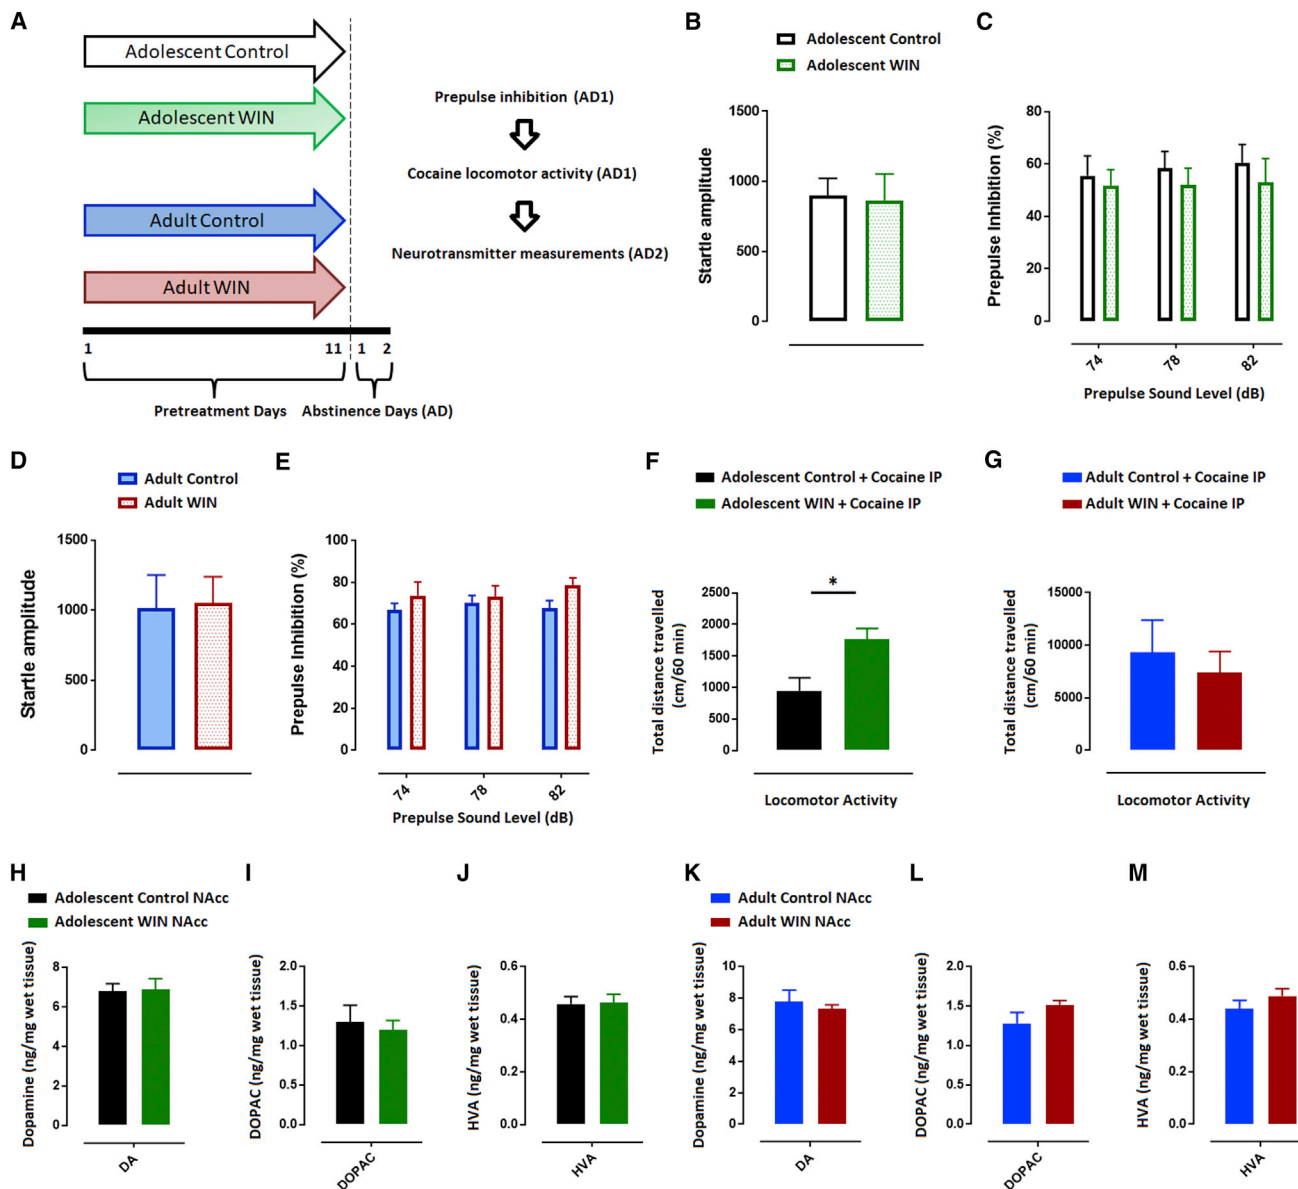 A
Adolescent Control
Adolescent WIN
Adult Control
Adult WIN
1 11 1 2
Pretreatment Days Abstinence Days (AD)
Prepulse inhibition (AD1)
Cocaine locomotor activity (AD1)
Neurotransmitter measurements (AD2)
B
Adolescent Control
Adolescent WIN
Startle amplitude
1500
1000
500
0
C
Prepulse Inhibition (%)
80
60
40
20
0
74 78 82
Prepulse Sound Level (dB)
D
Adult Control
Adult WIN
Startle amplitude
1500
1000
500
0
E
Prepulse Inhibition (%)
100
80
60
40
20
0
74 78 82
Prepulse Sound Level (dB)
F
Adolescent Control + Cocaine IP
Adolescent WIN + Cocaine IP
Total distance travelled
(cm/60 min)
2500
2000
1500
1000
500
0
*
Locomotor Activity
G
Adult Control + Cocaine IP
Adult WIN + Cocaine IP
Total distance travelled
(cm/60 min)
15000
10000
5000
0
Locomotor Activity
H
Adolescent Control NAcc
Adolescent WIN NAcc
Dopamine (ng/mg wet tissue)
8
6
4
2
0
DA
I
DOPAC (ng/mg wet tissue)
2.0
1.5
1.0
0.5
0.0
DOPAC
J
HVA (ng/mg wet tissue)
0.6
0.4
0.2
0.0
HVA
K
Adult Control NAcc
Adult WIN NAcc
Dopamine (ng/mg wet tissue)
10
8
6
4
2
0
DA
L
DOPAC (ng/mg wet tissue)
2.0
1.5
1.0
0.5
0.0
DOPAC
M
HVA (ng/mg wet tissue)
0.6
0.4
0.2
0.0
HVA